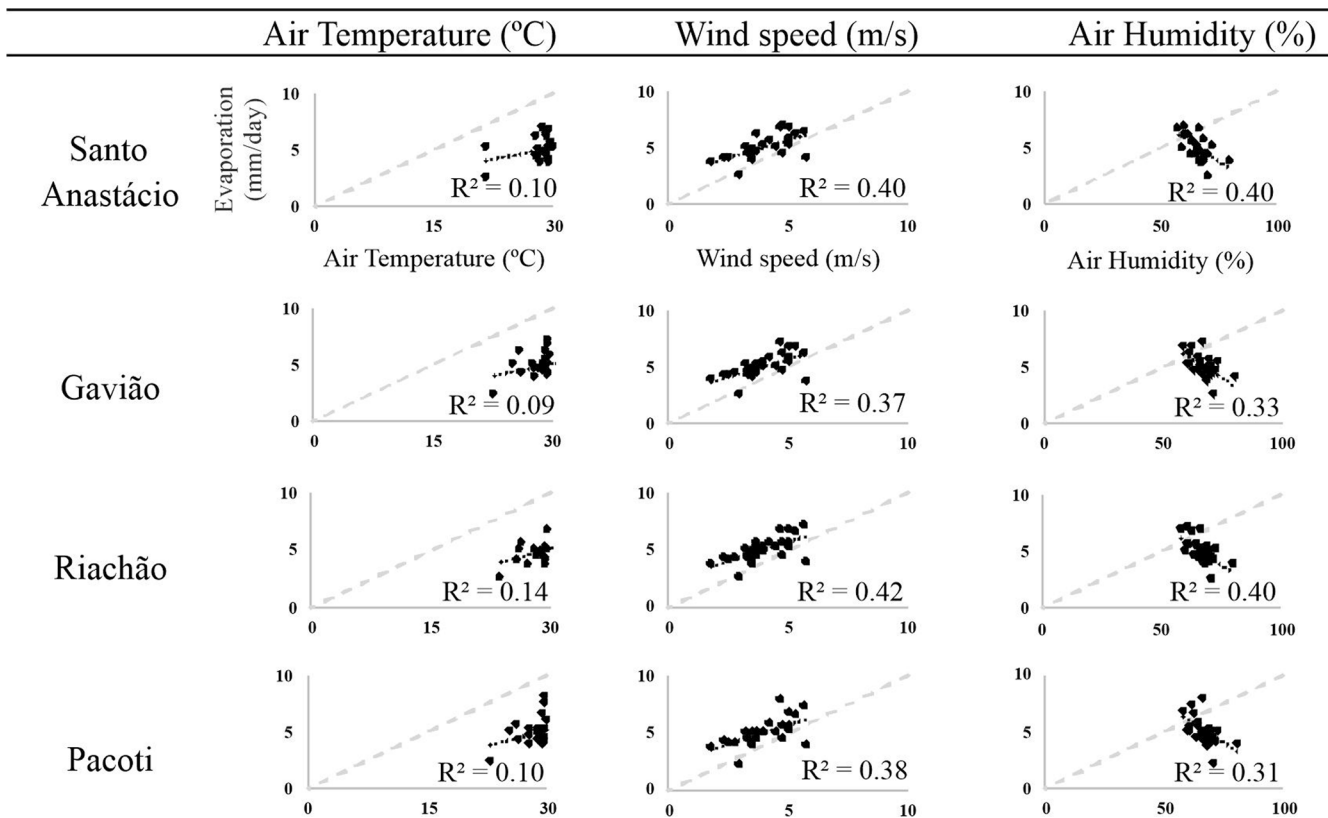 Air Temperature (ºC) Wind speed (m/s) Air Humidity (%)
Santo Anastácio
Evaporation (mm/day)
10 5 0
R² = 0.10
0 15 30
10 5 0
R² = 0.40
0 5 10
10 5 0
R² = 0.40
0 50 100
Air Temperature (ºC) Wind speed (m/s) Air Humidity (%)
Gavião
10 5 0
R² = 0.09
0 15 30
10 5 0
R² = 0.37
0 5 10
10 5 0
R² = 0.33
0 50 100
Riachão
10 5 0
R² = 0.14
0 15 30
10 5 0
R² = 0.42
0 5 10
10 5 0
R² = 0.40
0 50 100
Pacoti
10 5 0
R² = 0.10
0 15 30
10 5 0
R² = 0.38
0 5 10
10 5 0
R² = 0.31
0 50 100